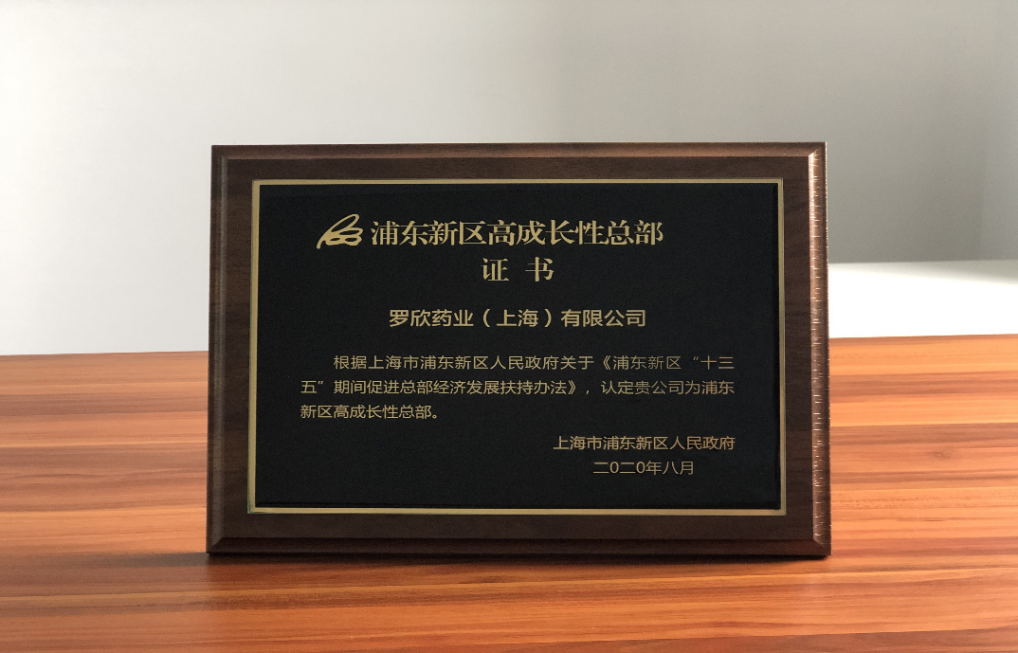 浦东新区高成长性总部
证 书
罗欣药业（上海）有限公司
根据上海市浦东新区人民政府关于《浦东新区“十三
五”期间促进总部经济发展扶持办法》，认定贵公司为浦东
新区高成长性总部。
上海市浦东新区人民政府
二〇二〇年八月